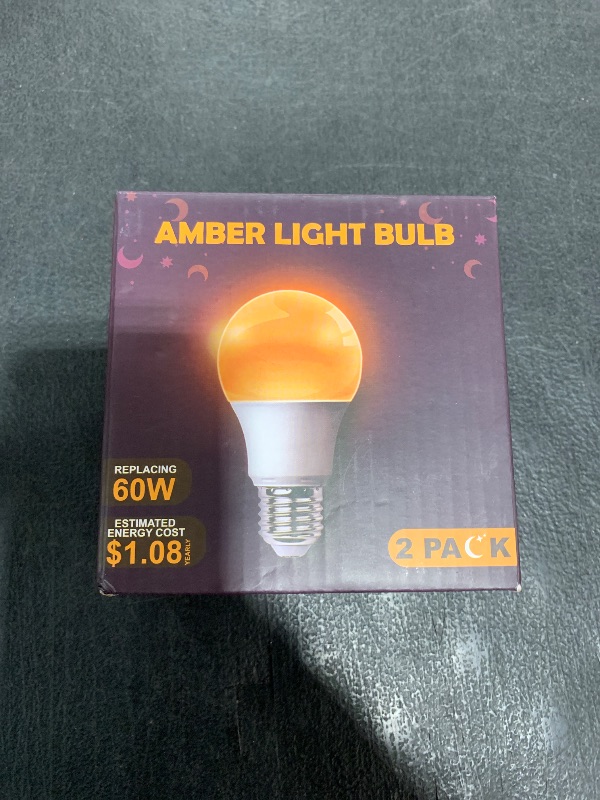 AMBER LIGHT BULB
REPLACING
60W
ESTIMATED
ENERGY COST
$1.08 YEARLY
2 PACK